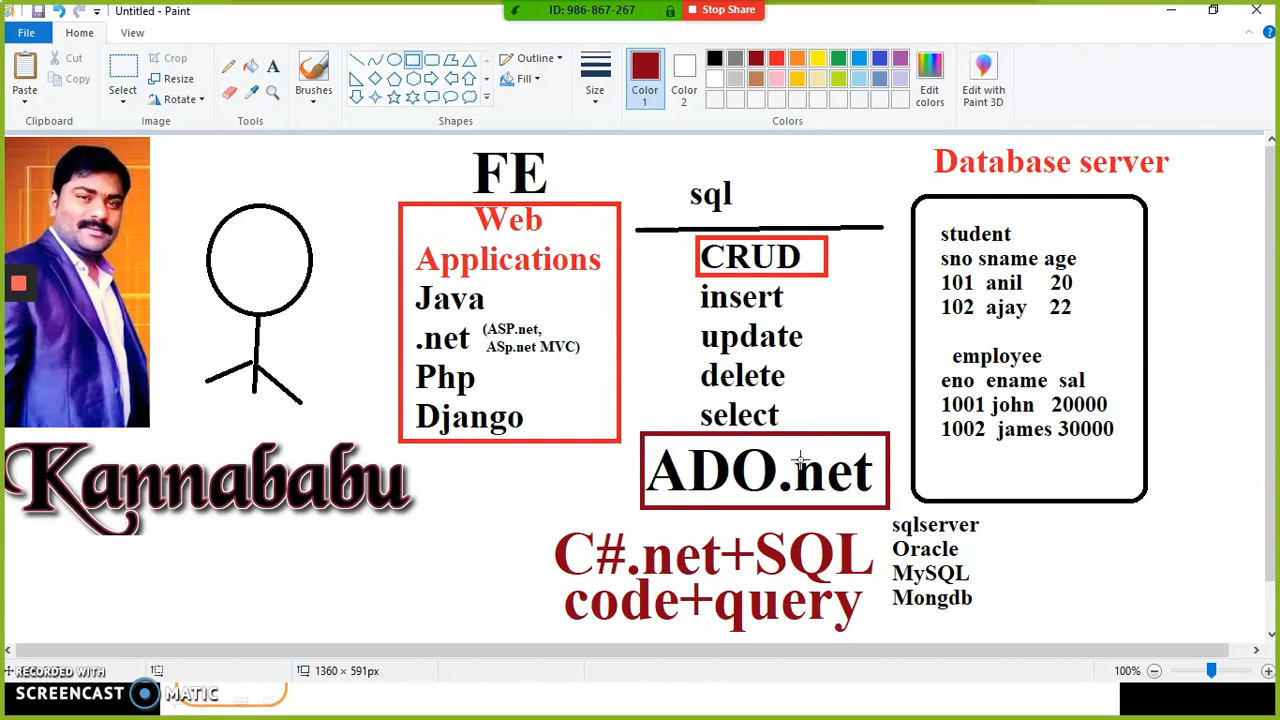 Untitled - Paint
ID: 986-867-267
Stop Share
File
Home
View
Paste
Cut
Copy
Clipboard
Select
Crop
Resize
Rotate
Image
A
Tools
Brushes
Outline
Fill
Shapes
Size
Color
1
Color
2
Edit
colors
Edit with
Paint 3D
Colors
FE
Web
Applications
Java
.net (ASP.net,
ASp.net MVC)
Php
Django
sql
CRUD
insert
update
delete
select
ADO.net
C#.net+SQL
code+query
Database server
student
sno sname age
101 anil 20
102 ajay 22
employee
eno ename sal
1001 john 20000
1002 james 30000
sqlserver
Oracle
MySQL
Mongdb
Kannababu
1360 × 591px
100%
RECORDED WITH
SCREENCAST MATIC